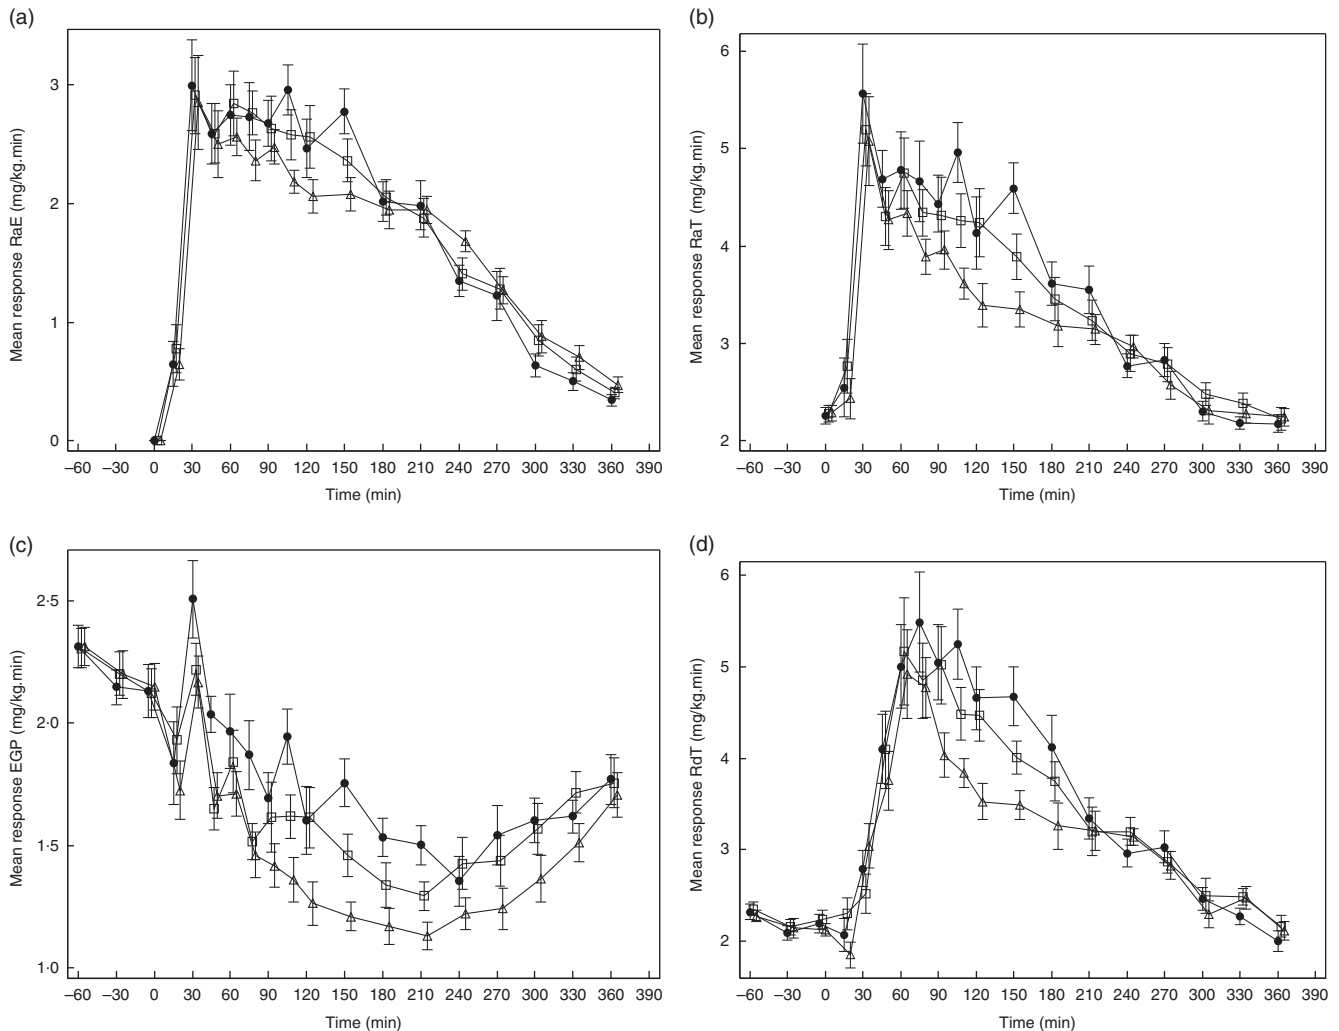 (a)
Mean response RaE (mg/kg.min)
3
2
1
0
–60 –30 0 30 60 90 120 150 180 210 240 270 300 330 360 390
Time (min)
(b)
Mean response RaT (mg/kg.min)
6
5
4
3
2
–60 –30 0 30 60 90 120 150 180 210 240 270 300 330 360 390
Time (min)
(c)
Mean response EGP (mg/kg.min)
2·5
2·0
1·5
1·0
–60 –30 0 30 60 90 120 150 180 210 240 270 300 330 360 390
Time (min)
(d)
Mean response RdT (mg/kg.min)
6
5
4
3
2
–60 –30 0 30 60 90 120 150 180 210 240 270 300 330 360 390
Time (min)